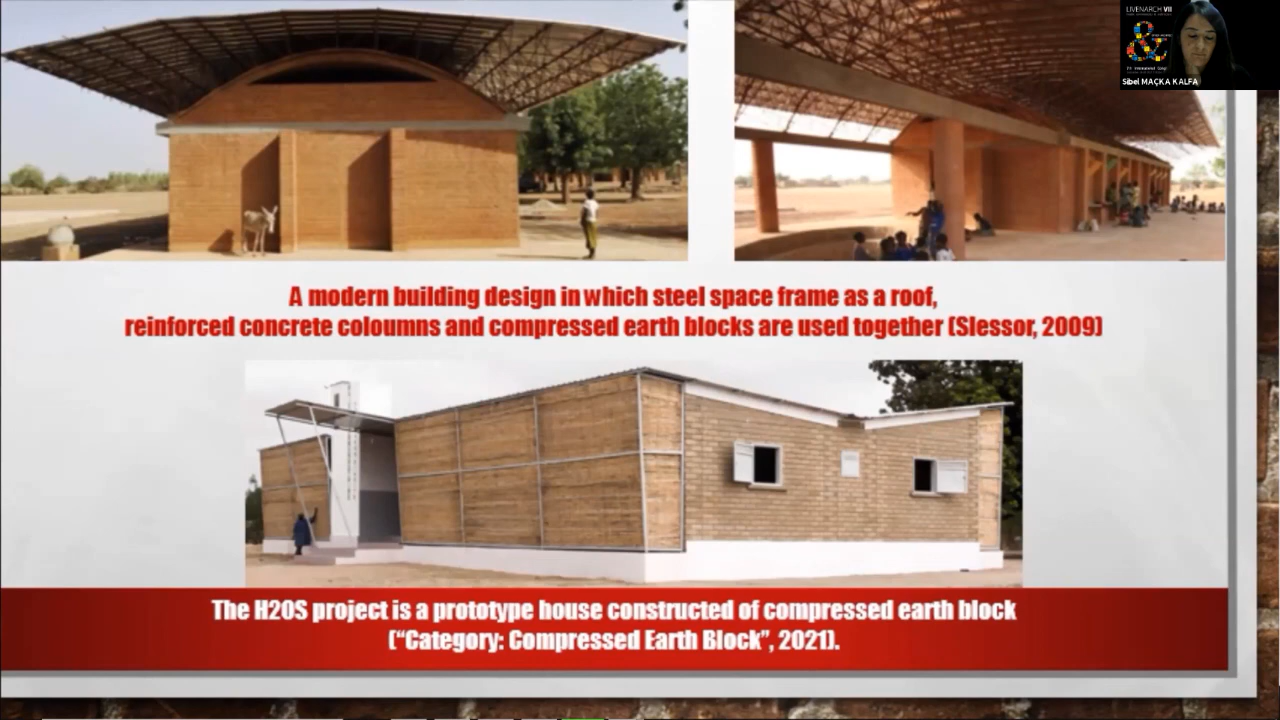 LIVENARCH VII
Sibel MAÇKA KALFA
A modern building design in which steel space frame as a roof,
reinforced concrete coloumns and compressed earth blocks are used together (Slessor, 2009)
The H2OS project is a prototype house constructed of compressed earth block
(“Category: Compressed Earth Block”, 2021).